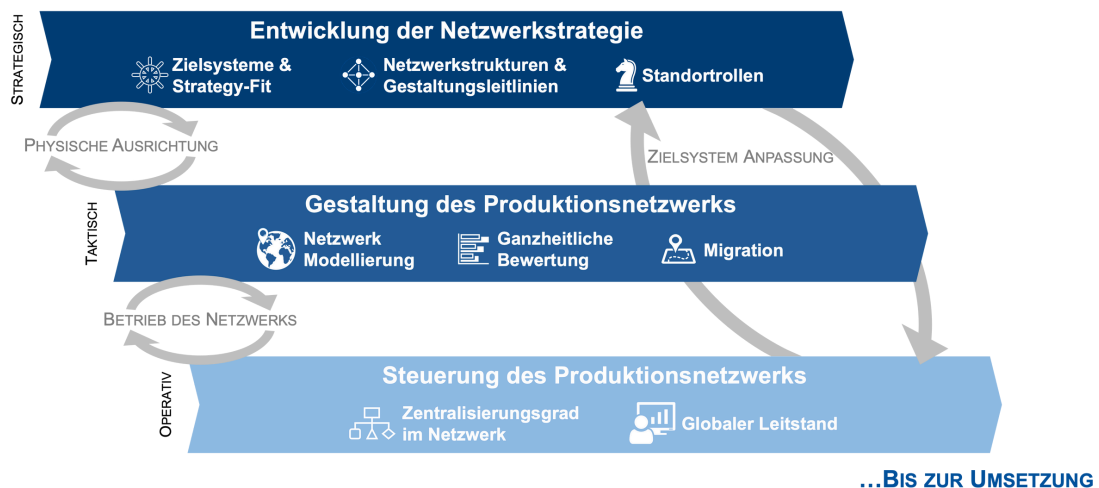 STRATEGISCH
Entwicklung der Netzwerkstrategie
Zielsysteme &
Strategy-Fit
Netzwerkstrukturen &
Gestaltungsleitlinien
Standortrollen
PHYSISCHE AUSRICHTUNG
ZIELSYSTEM ANPASSUNG
TAKTISCH
Gestaltung des Produktionsnetzwerks
Netzwerk
Modellierung
Ganzheitliche
Bewertung
Migration
BETRIEB DES NETZWERKS
OPERATIV
Steuerung des Produktionsnetzwerks
Zentralisierungsgrad
im Netzwerk
Globaler Leitstand
...BIS ZUR UMSETZUNG